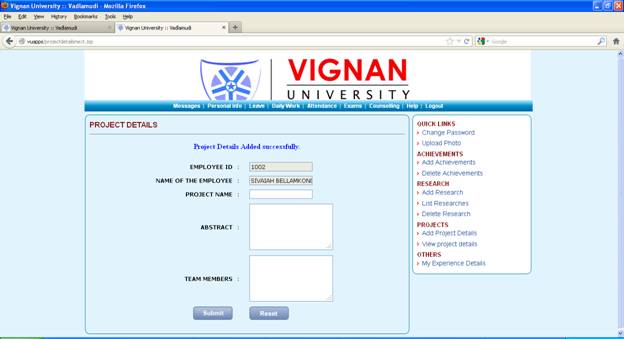 Vignan University :: Vadlamudi - Mozilla Firefox
File Edit View History Bookmarks Tools Help
Vignan University :: Vadlamudi × Vignan University :: Vadlamudi × +
Google
VIGNAN
UNIVERSITY
Messages | Personal Info | Leave | Daily Work | Attendance | Exams | Counselling | Help | Logout
PROJECT DETAILS
Project Details Added successfully.
EMPLOYEE ID : 1002
NAME OF THE EMPLOYEE : SIVAIAH BELLAMKON
PROJECT NAME :
ABSTRACT :
TEAM MEMBERS :
Submit Reset
QUICK LINKS
Change Password
Upload Photo
ACHIEVEMENTS
Add Achievements
Delete Achievements
RESEARCH
Add Research
List Researches
Delete Research
PROJECTS
Add Project Details
View project details
OTHERS
My Experience Details